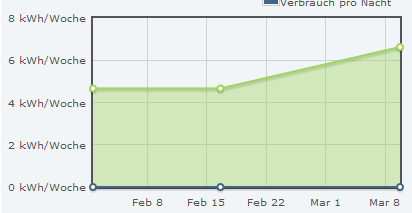 Verbrauch pro Nacht
8 kWh/Woche
6 kWh/Woche
4 kWh/Woche
2 kWh/Woche
0 kWh/Woche
Feb 8 Feb 15 Feb 22 Mar 1 Mar 8